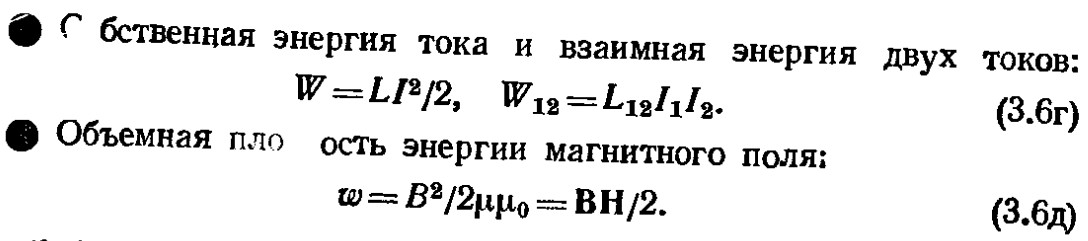 ● С бственная энергия тока и взаимная энергия двух токов:
W = LI²/2, W₁₂ = L₁₂I₁I₂. (3.6г)
● Объемная пло ость энергии магнитного поля:
w = B²/2μμ₀ = BH/2. (3.6д)